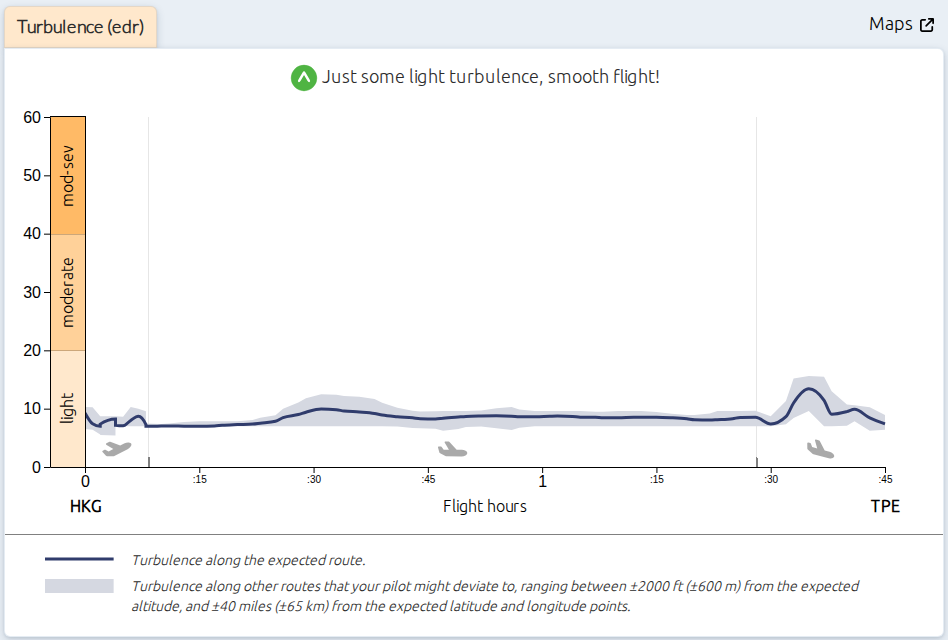 Turbulence (edr)
Maps
Just some light turbulence, smooth flight!
60
50
40
30
20
10
0
mod-sev
moderate
light
0 :15 :30 :45 1 :15 :30 :45
HKG Flight hours TPE
Turbulence along the expected route.
Turbulence along other routes that your pilot might deviate to, ranging between ±2000 ft (±600 m) from the expected
altitude, and ±40 miles (±65 km) from the expected latitude and longitude points.